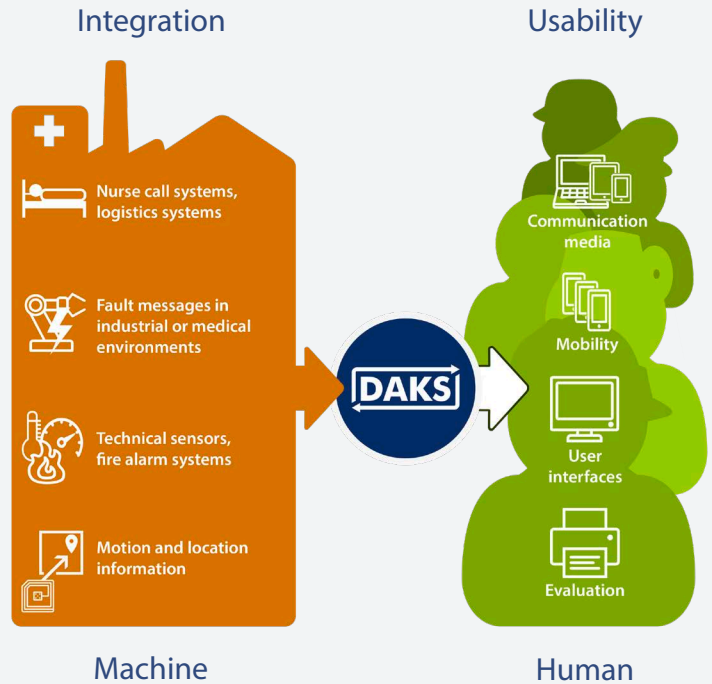 Integration
Usability
Nurse call systems,
logistics systems
Fault messages in
industrial or medical
environments
Technical sensors,
fire alarm systems
Motion and location
information
DAKS
Communication
media
Mobility
User
interfaces
Evaluation
Machine
Human